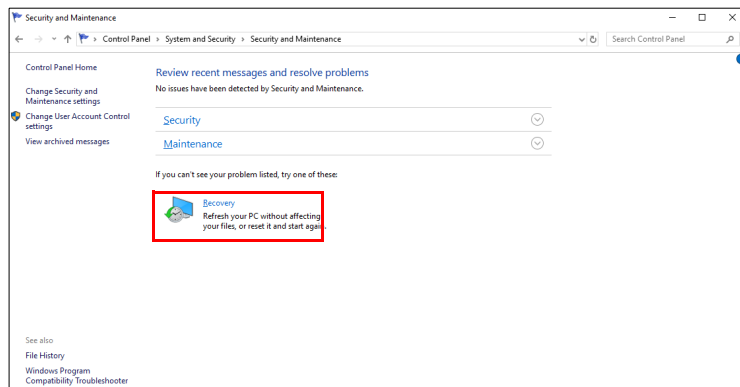 Security and Maintenance
Control Panel > System and Security > Security and Maintenance
Search Control Panel
Control Panel Home
Change Security and
Maintenance settings
Change User Account Control
settings
View archived messages
Review recent messages and resolve problems
No issues have been detected by Security and Maintenance.
Security
Maintenance
If you can't see your problem listed, try one of these:
Recovery
Refresh your PC without affecting
your files, or reset it and start again.
See also
File History
Windows Program
Compatibility Troubleshooter